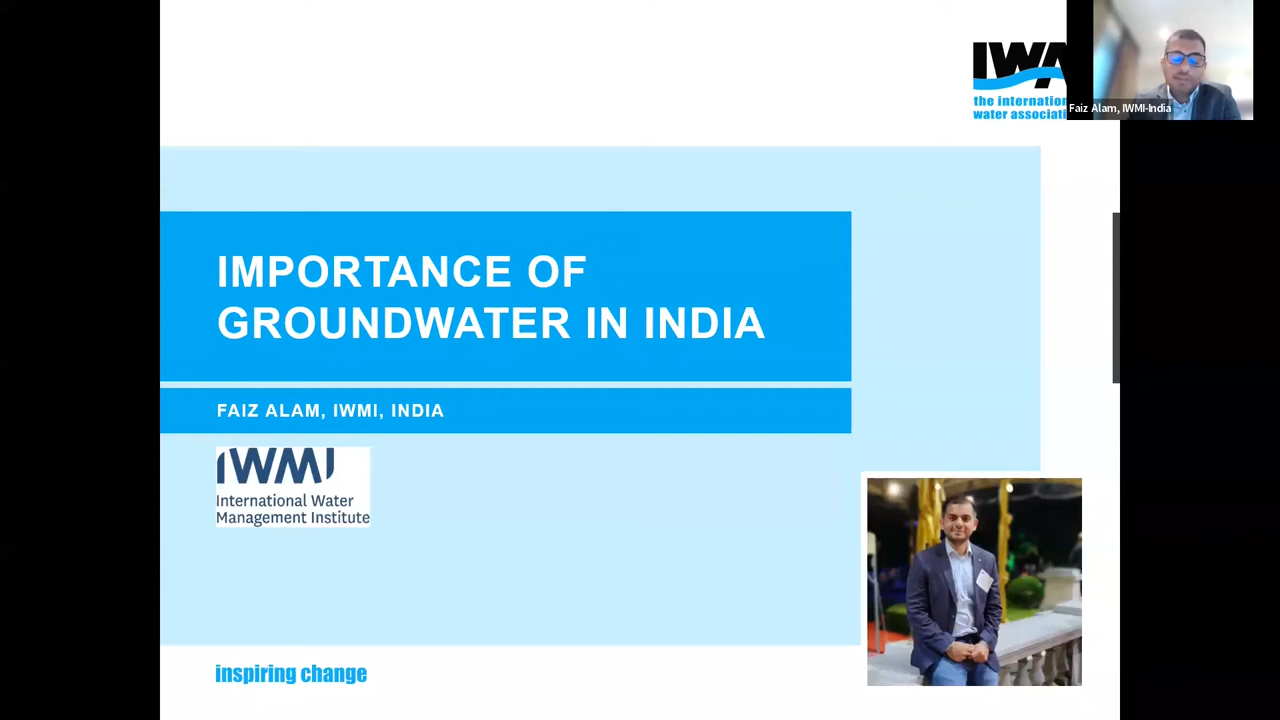 IWA
the internation
water associati
Faiz Alam, IWMI-India
IMPORTANCE OF
GROUNDWATER IN INDIA
FAIZ ALAM, IWMI, INDIA
IWMI
International Water
Management Institute
inspiring change